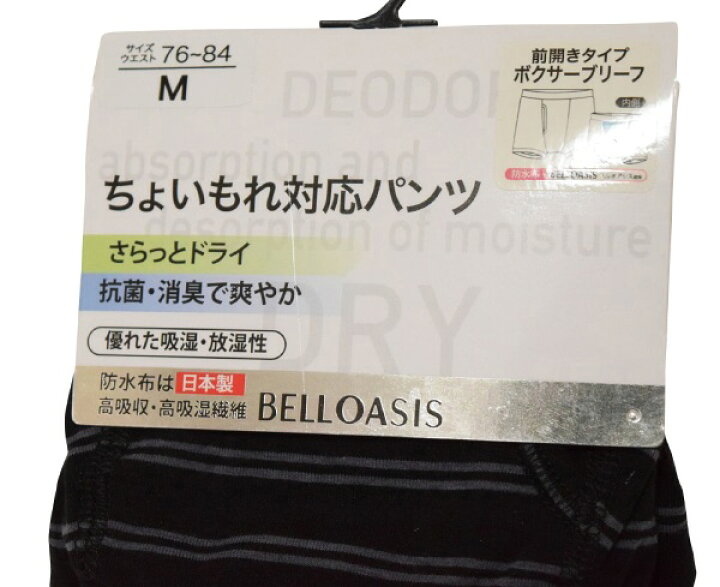 サイズ
ウエスト 76~84
M
前開きタイプ
ボクサーブリーフ
内側
防水布
BELLOASIS
DEODOR
absorption and
ちょいもれ対応パンツ
desorption of moisture
さらっとドライ
抗菌・消臭で爽やか
DRY
優れた吸湿・放湿性
防水布は 日本製
高吸収・高吸湿繊維 BELLOASIS